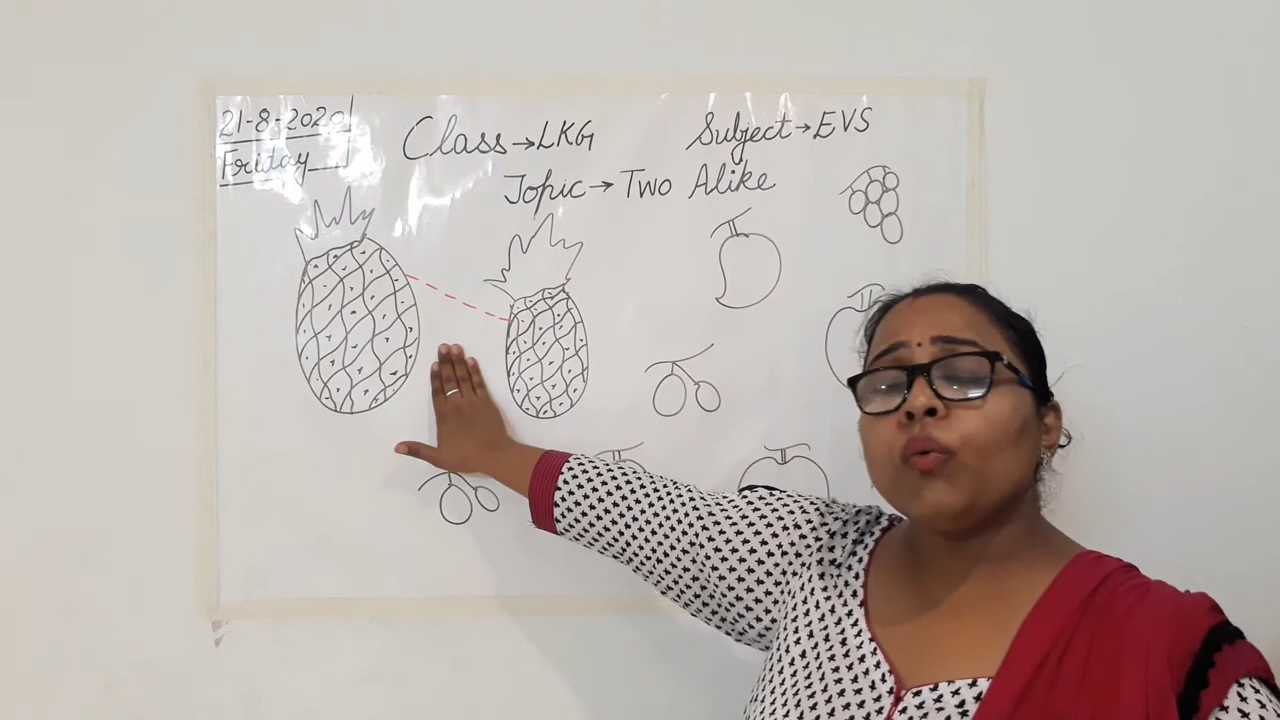 21-8-2020
Friday
Class→LKG
Subject→EVS
Topic→Two Alike